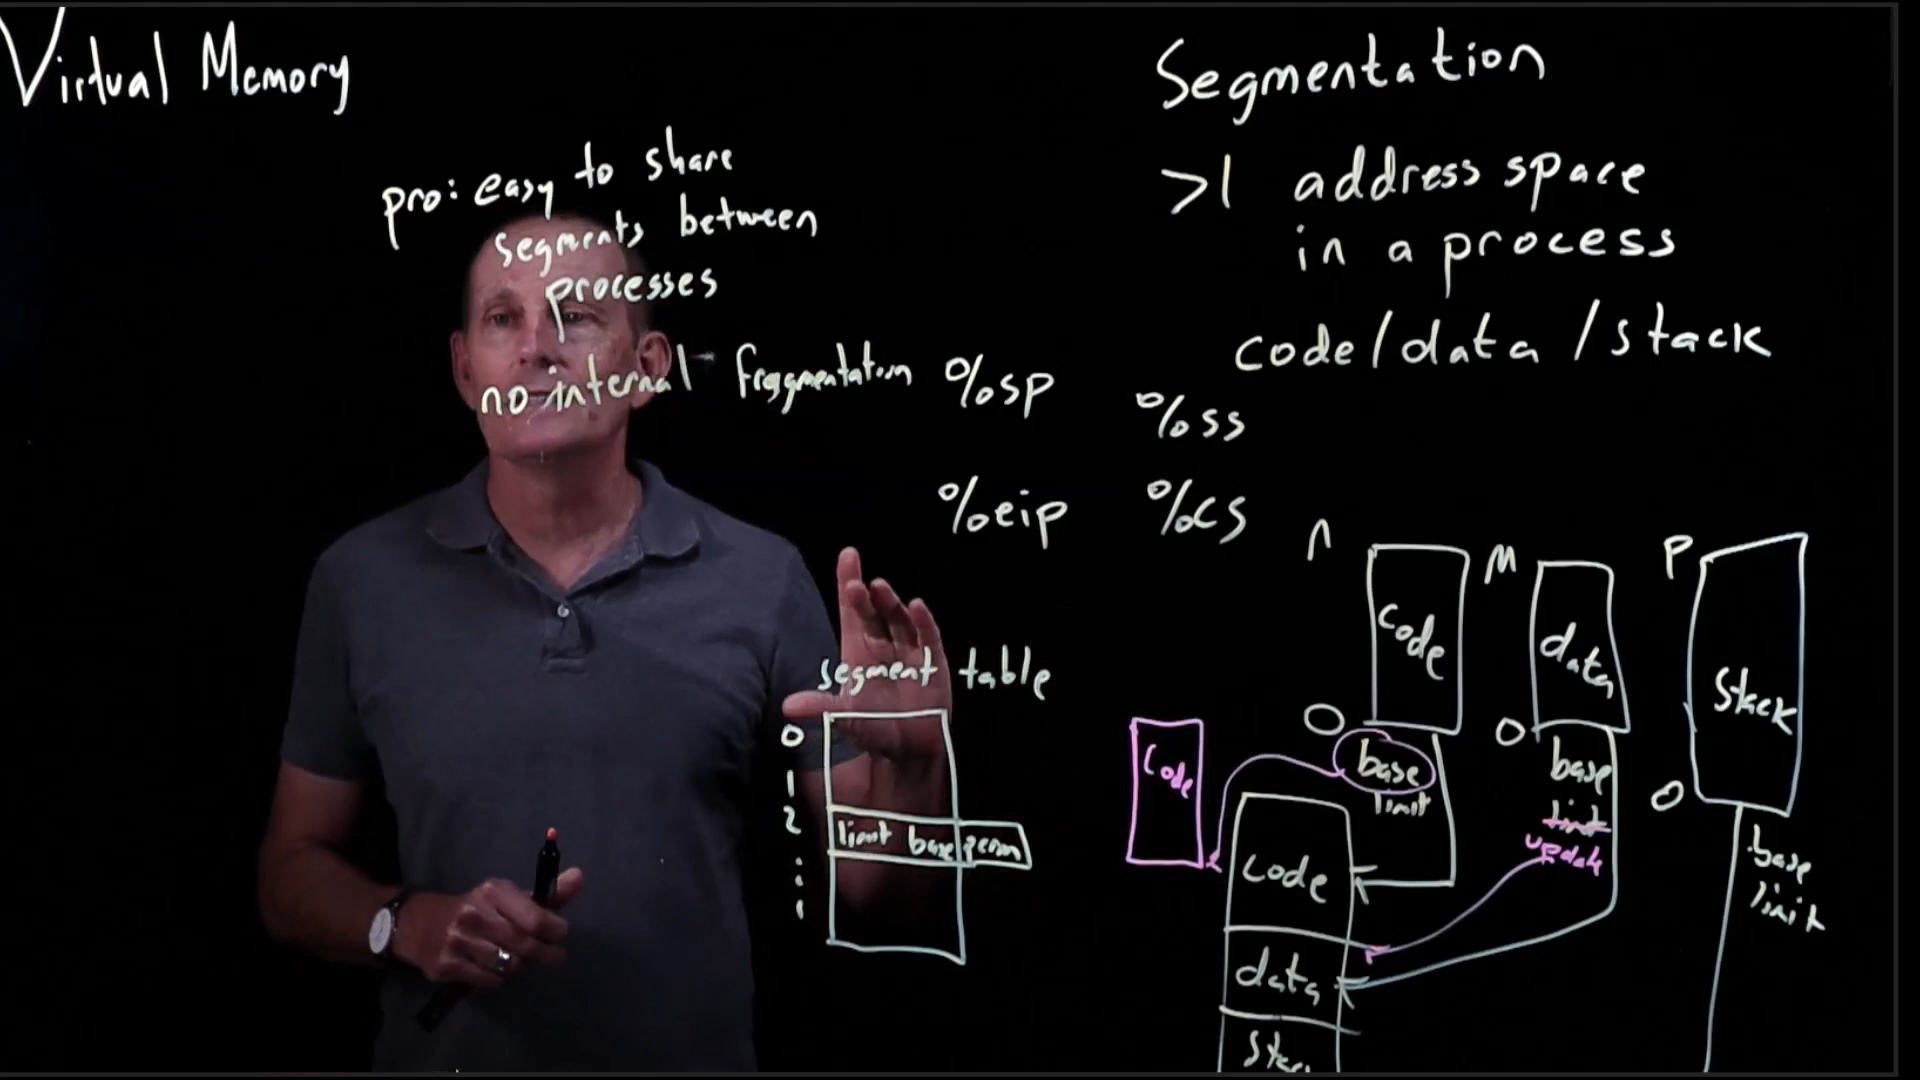 Virtual Memory
pro: easy to share
segments between
processes
no internal fragmentation
%sp
%ss
%eip
%cs
segment table
0
1
2
limit base perm
Segmentation
>1 address space
in a process
code/data/stack
n
code
0
base
limit
M
data
0
base
limit
update
P
Stack
0
base
limit
Code
code
data